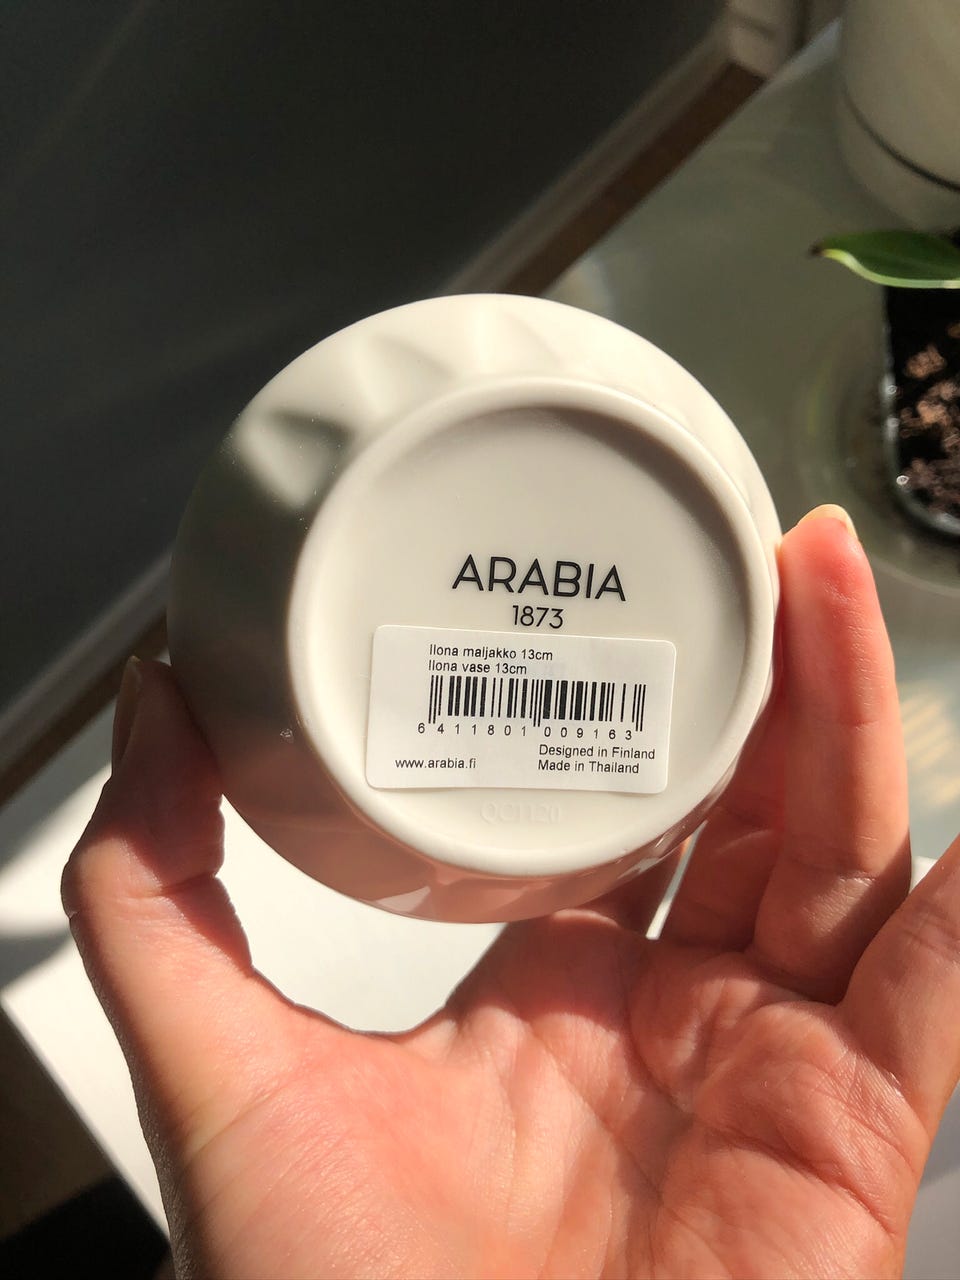 ARABIA
1873
Ilona maljakko 13cm
Ilona vase 13cm
6 411801 009163
Designed in Finland
www.arabia.fi Made in Thailand